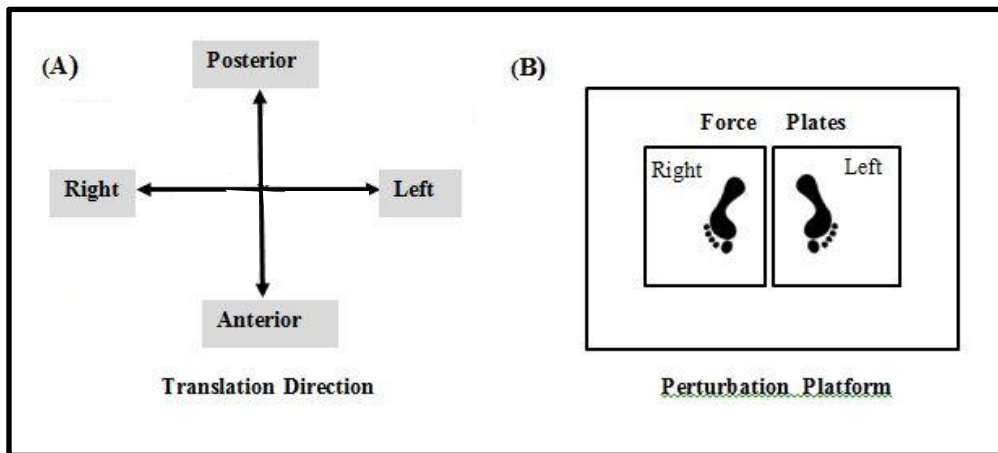 (A)
Posterior
Right
Left
Anterior
Translation Direction
(B)
Force Plates
Right
Left
Perturbation Platform